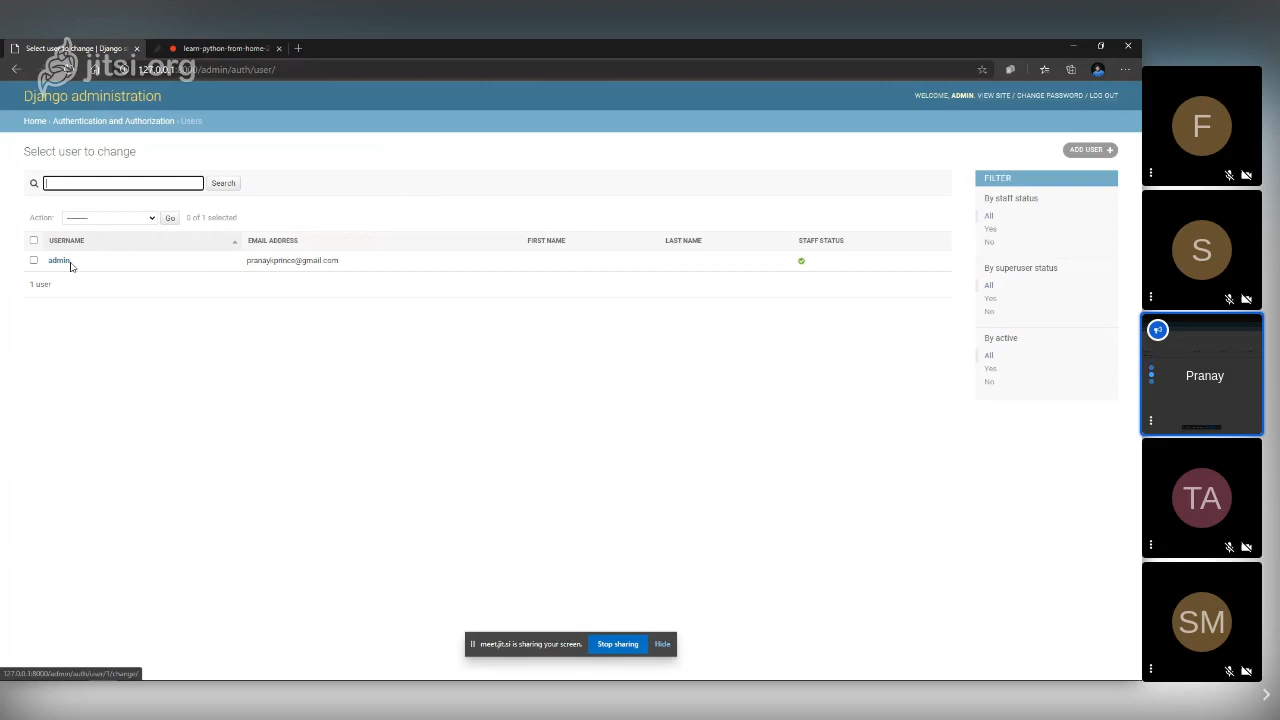 Select user to change | Django s
learn-python-from-home-2
jitsi.org
127.0.0.1:8000/admin/auth/user/
Django administration
WELCOME, ADMIN. VIEW SITE / CHANGE PASSWORD / LOG OUT
Home › Authentication and Authorization › Users
Select user to change
ADD USER +
Search
FILTER
By staff status
All
Yes
No
By superuser status
All
Yes
No
By active
All
Yes
No
Action: --------- Go 0 of 1 selected
USERNAME EMAIL ADDRESS FIRST NAME LAST NAME STAFF STATUS
admin pranaykprince@gmail.com
1 user
F
S
Pranay
TA
SM
meet.jit.si is sharing your screen. Stop sharing Hide
127.0.0.1:8000/admin/auth/user/1/change/